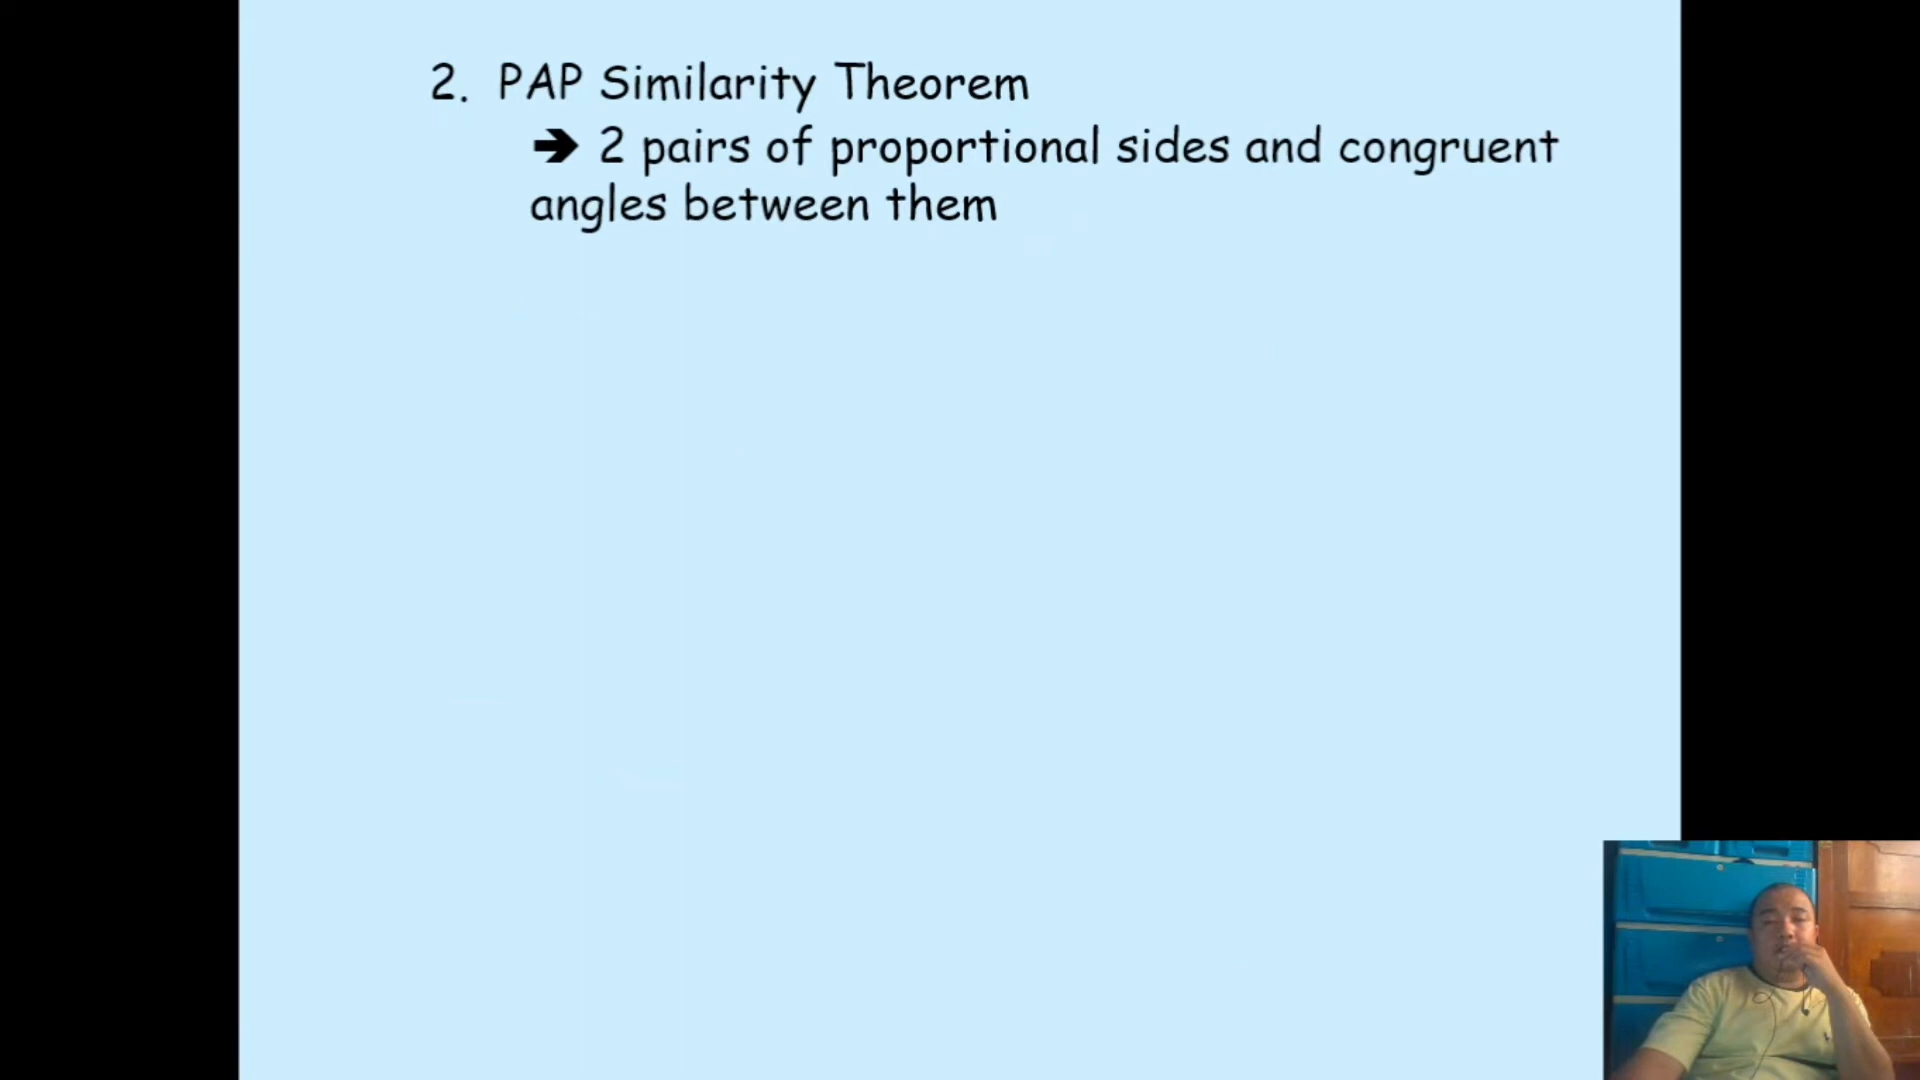 2. PAP Similarity Theorem
➔ 2 pairs of proportional sides and congruent
angles between them